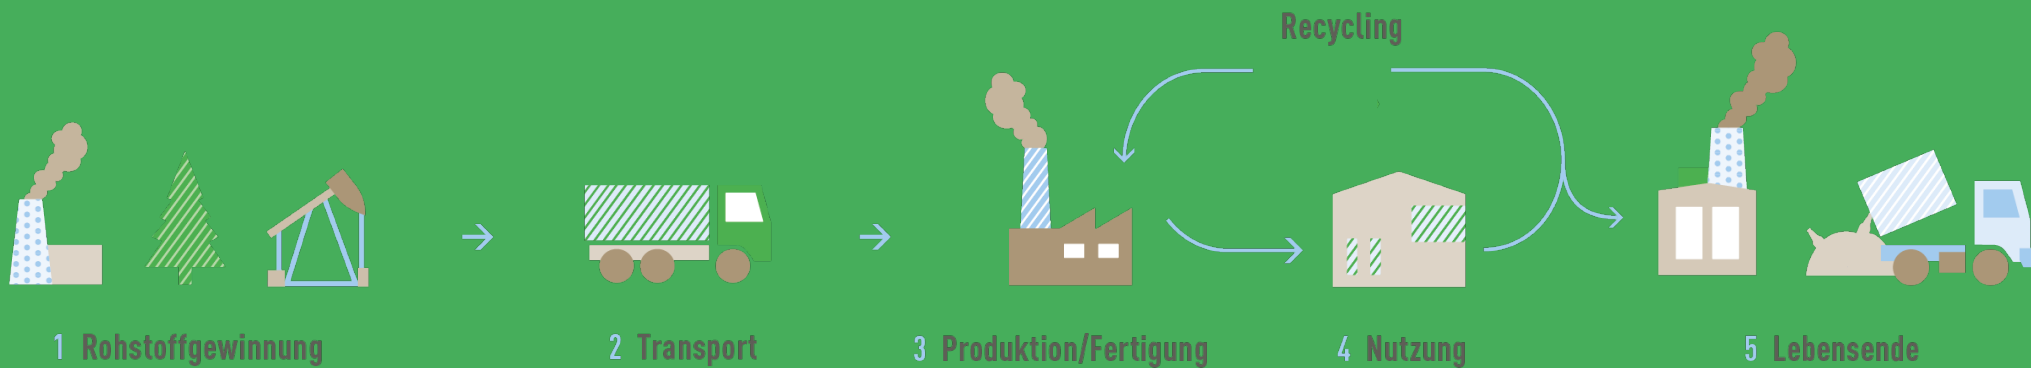 Recycling
1 Rohstoffgewinnung
2 Transport
3 Produktion/Fertigung
4 Nutzung
5 Lebensende